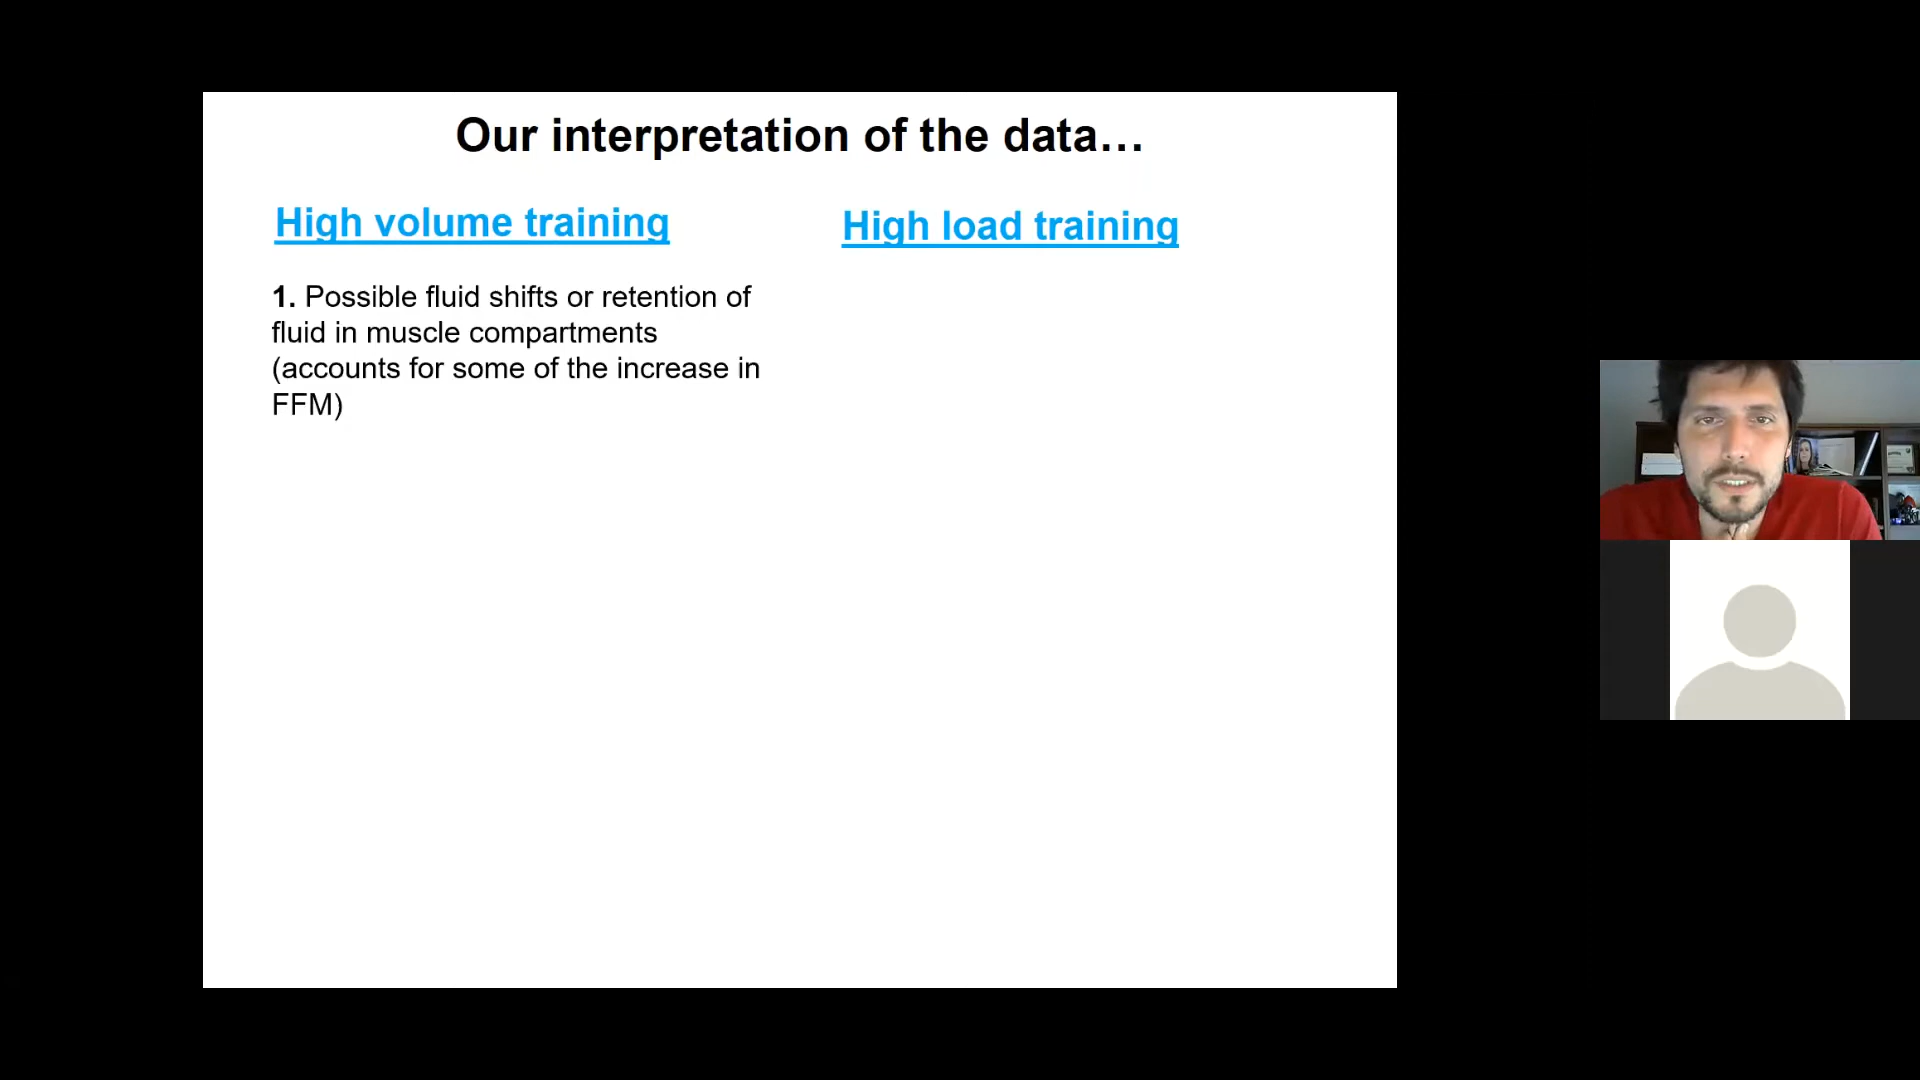 Our interpretation of the data…
High volume training
High load training
1. Possible fluid shifts or retention of
fluid in muscle compartments
(accounts for some of the increase in
FFM)